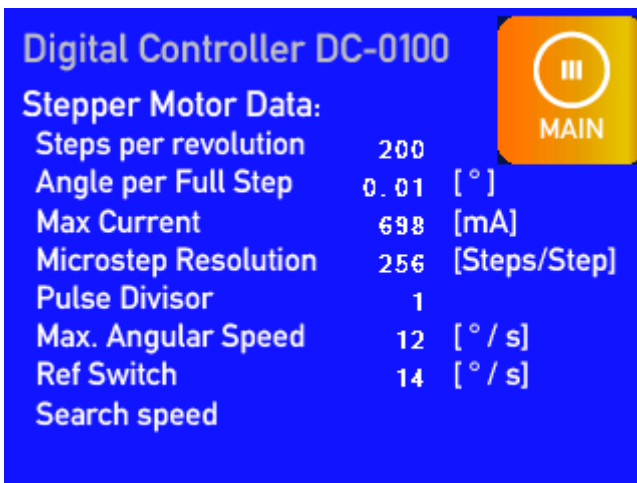 Digital Controller DC-0100
III
MAIN
Stepper Motor Data:
Steps per revolution 200
Angle per Full Step 0.01 [°]
Max Current 698 [mA]
Microstep Resolution 256 [Steps/Step]
Pulse Divisor 1
Max. Angular Speed 12 [°/s]
Ref Switch 14 [°/s]
Search speed